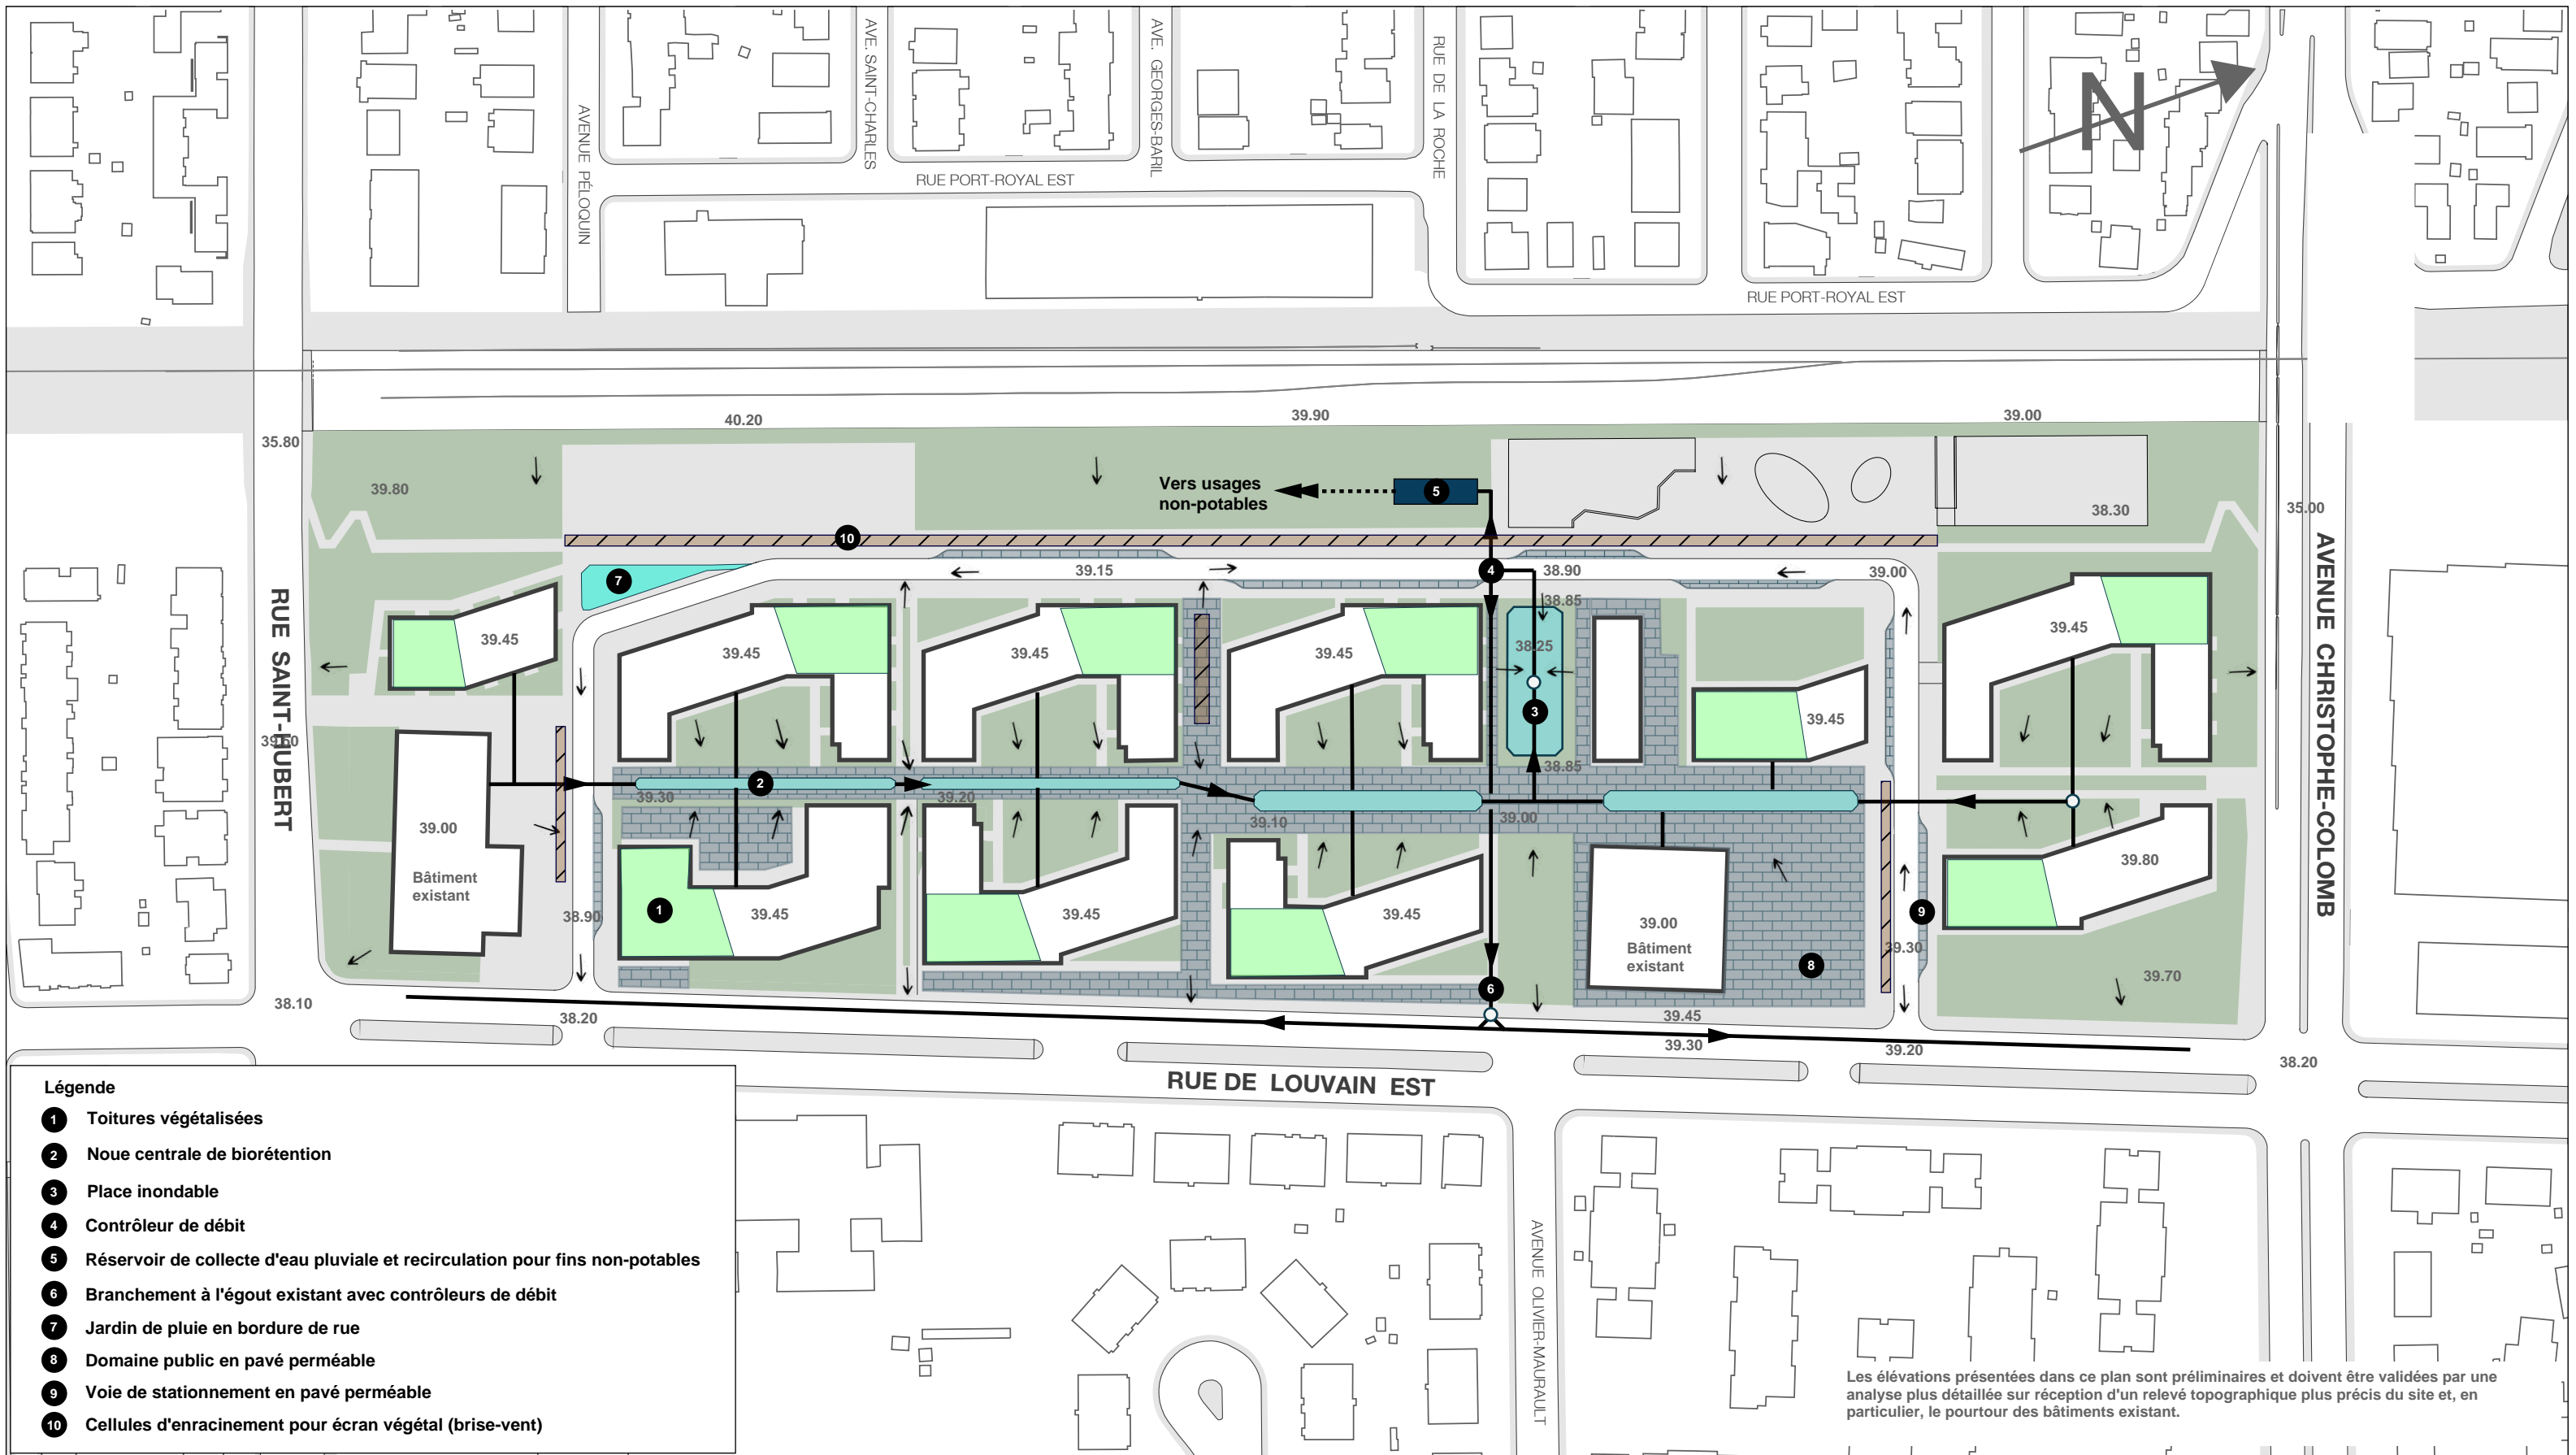 AVENUE PÉLOQUIN
AVE. SAINT-CHARLES
AVE. GEORGES-BARIL
RUE DE LA ROCHE
N
RUE PORT-ROYAL EST
RUE PORT-ROYAL EST
40.20
39.90
39.00
35.80
39.80
Vers usages
non-potables
5
38.30
35.00
10
7
39.15
4
38.90
39.00
38.85
RUE SAINT-HUBERT
AVENUE CHRISTOPHE-COLOMB
39.45
39.45
39.45
39.45
38.25
39.45
39.45
3
39.60
38.85
2
39.30
39.20
39.10
39.00
39.00
Bâtiment
existant
39.80
1
38.90
39.45
39.45
39.45
39.00
Bâtiment
existant
9
39.30
8
39.70
6
38.10
38.20
39.45
39.30
39.20
38.20
RUE DE LOUVAIN EST
AVENUE OLIVIER-MAURAULT
Légende
1 Toitures végétalisées
2 Noue centrale de biorétention
3 Place inondable
4 Contrôleur de débit
5 Réservoir de collecte d'eau pluviale et recirculation pour fins non-potables
6 Branchement à l'égout existant avec contrôleurs de débit
7 Jardin de pluie en bordure de rue
8 Domaine public en pavé perméable
9 Voie de stationnement en pavé perméable
10 Cellules d'enracinement pour écran végétal (brise-vent)
Les élévations présentées dans ce plan sont préliminaires et doivent être validées par une
analyse plus détaillée sur réception d'un relevé topographique plus précis du site et, en
particulier, le pourtour des bâtiments existant.